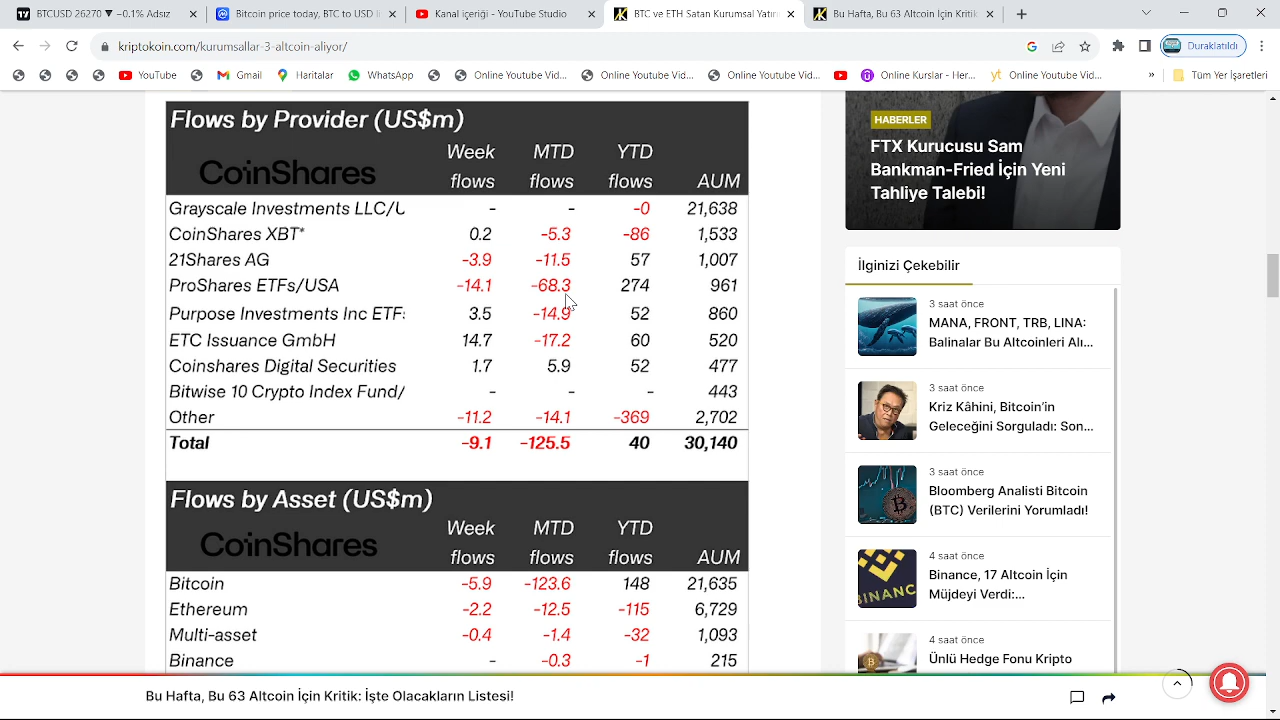 BTCUSD 26270 ▼ −0.1% Adsız
Bitcoin price today, BTC to USD li
Kanal içeriği - YouTube Studio
BTC ve ETH Satan Kurumsal Yatırı
Bu Hafta, Bu 63 Altcoin İçin Kritik
kriptokoin.com/kurumsallar-3-altcoin-aliyor/
Duraklatıldı
YouTube
Gmail
Haritalar
WhatsApp
Online Youtube Vid...
Online Youtube Vid...
Online Youtube Vid...
Online Kurslar - Her...
Online Youtube Vid...
»
Tüm Yer İşaretleri
Flows by Provider (US$m)
CoinShares
Week flows MTD flows YTD flows AUM
Grayscale Investments LLC/U - - -0 21,638
CoinShares XBT* 0.2 -5.3 -86 1,533
21Shares AG -3.9 -11.5 57 1,007
ProShares ETFs/USA -14.1 -68.3 274 961
Purpose Investments Inc ETF 3.5 -14.9 52 860
ETC Issuance GmbH 14.7 -17.2 60 520
Coinshares Digital Securities 1.7 5.9 52 477
Bitwise 10 Crypto Index Fund/ - - - 443
Other -11.2 -14.1 -369 2,702
Total -9.1 -125.5 40 30,140
Flows by Asset (US$m)
CoinShares
Week flows MTD flows YTD flows AUM
Bitcoin -5.9 -123.6 148 21,635
Ethereum -2.2 -12.5 -115 6,729
Multi-asset -0.4 -1.4 -32 1,093
Binance - -0.3 -1 215
HABERLER
FTX Kurucusu Sam
Bankman-Fried İçin Yeni
Tahliye Talebi!
İlginizi Çekebilir
3 saat önce
MANA, FRONT, TRB, LINA:
Balinalar Bu Altcoinleri Alı...
3 saat önce
Kriz Kâhini, Bitcoin'in
Geleceğini Sorguladı: Son...
3 saat önce
Bloomberg Analisti Bitcoin
(BTC) Verilerini Yorumladı!
4 saat önce
Binance, 17 Altcoin İçin
Müjdeyi Verdi:...
BINANC
4 saat önce
Ünlü Hedge Fonu Kripto
Bu Hafta, Bu 63 Altcoin İçin Kritik: İşte Olacakların Listesi!